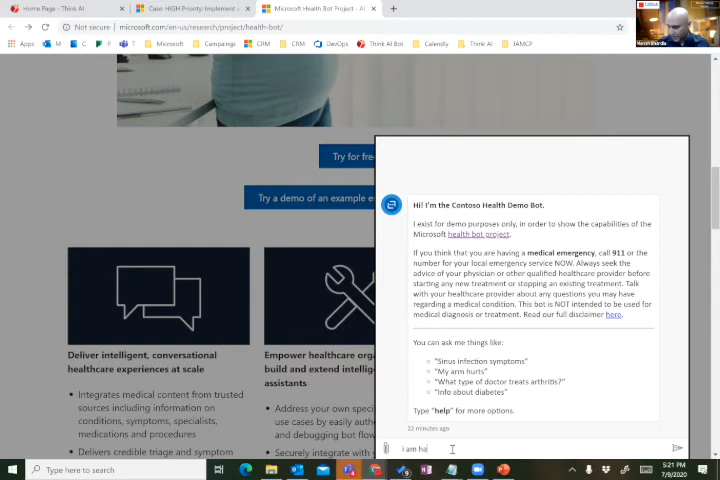 Home Page - Think AI
Case: HIGH Priority: Implement a
Microsoft Health Bot Project - AI
Not secure
microsoft.com/en-us/research/project/health-bot/
Apps
M
C
P
T
Microsoft
Campaings
CRM
CRM
DevOps
Think AI Bot
Calendly
Think AI
IAMCP
Try for fre
Try a demo of an example e
Hi! I'm the Contoso Health Demo Bot.
I exist for demo purposes only, in order to show the capabilities of the
Microsoft health bot project.
If you think that you are having a medical emergency, call 911 or the
number for your local emergency service NOW. Always seek the
advice of your physician or other qualified healthcare provider before
starting any new treatment or stopping an existing treatment. Talk
with your healthcare provider about any questions you may have
regarding a medical condition. This bot is NOT intended to be used for
medical diagnosis or treatment. Read our full disclaimer here.
You can ask me things like:
"Sinus infection symptoms"
"My arm hurts"
"What type of doctor treats arthritis?"
"Info about diabetes"
Type "help" for more options.
22 minutes ago
i am ha
Deliver intelligent, conversational
healthcare experiences at scale
Integrates medical content from trusted
sources including information on
conditions, symptoms, specialists,
medications and procedures
Delivers credible triage and symptom
Empower healthcare orga
build and extend intellige
assistants
Address your own specif
use cases by easily autho
and debugging bot flow
Securely integrate with y
Type here to search
5:21 PM
7/9/2020